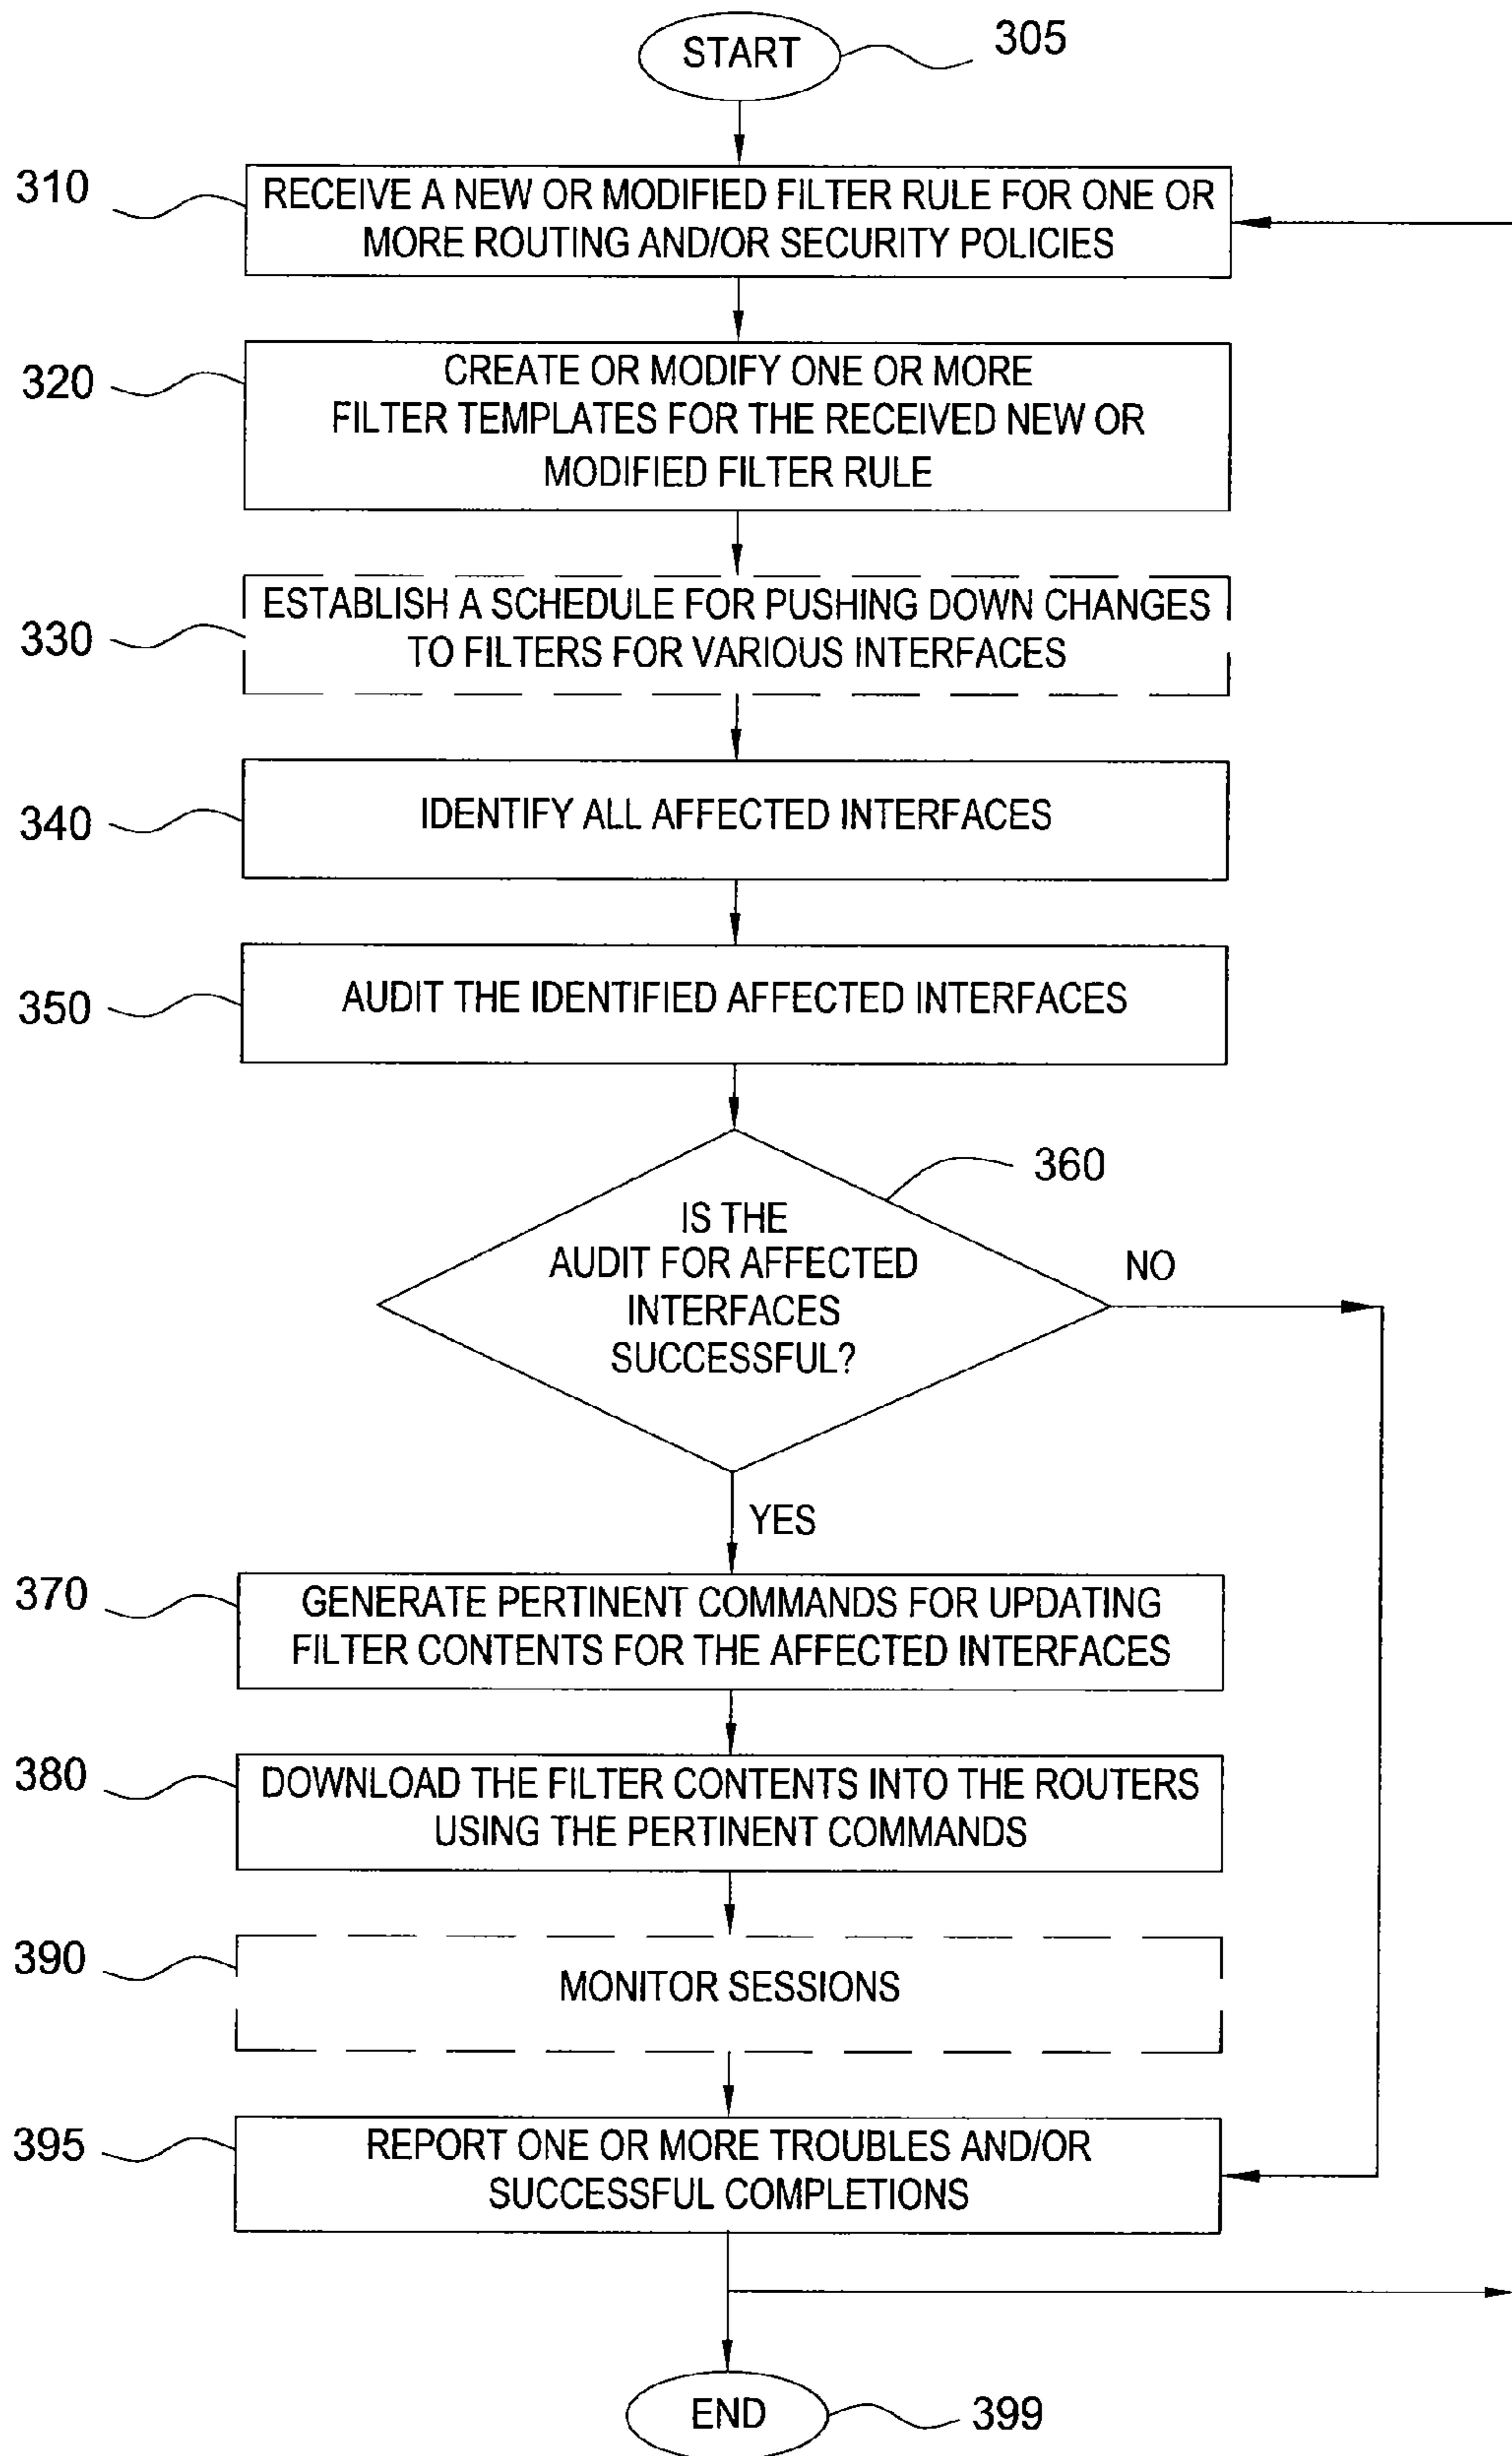 START
305
310
RECEIVE A NEW OR MODIFIED FILTER RULE FOR ONE OR
MORE ROUTING AND/OR SECURITY POLICIES
320
CREATE OR MODIFY ONE OR MORE
FILTER TEMPLATES FOR THE RECEIVED NEW OR
MODIFIED FILTER RULE
330
ESTABLISH A SCHEDULE FOR PUSHING DOWN CHANGES
TO FILTERS FOR VARIOUS INTERFACES
340
IDENTIFY ALL AFFECTED INTERFACES
350
AUDIT THE IDENTIFIED AFFECTED INTERFACES
360
IS THE
AUDIT FOR AFFECTED
INTERFACES
SUCCESSFUL?
NO
YES
370
GENERATE PERTINENT COMMANDS FOR UPDATING
FILTER CONTENTS FOR THE AFFECTED INTERFACES
380
DOWNLOAD THE FILTER CONTENTS INTO THE ROUTERS
USING THE PERTINENT COMMANDS
390
MONITOR SESSIONS
395
REPORT ONE OR MORE TROUBLES AND/OR
SUCCESSFUL COMPLETIONS
END
399